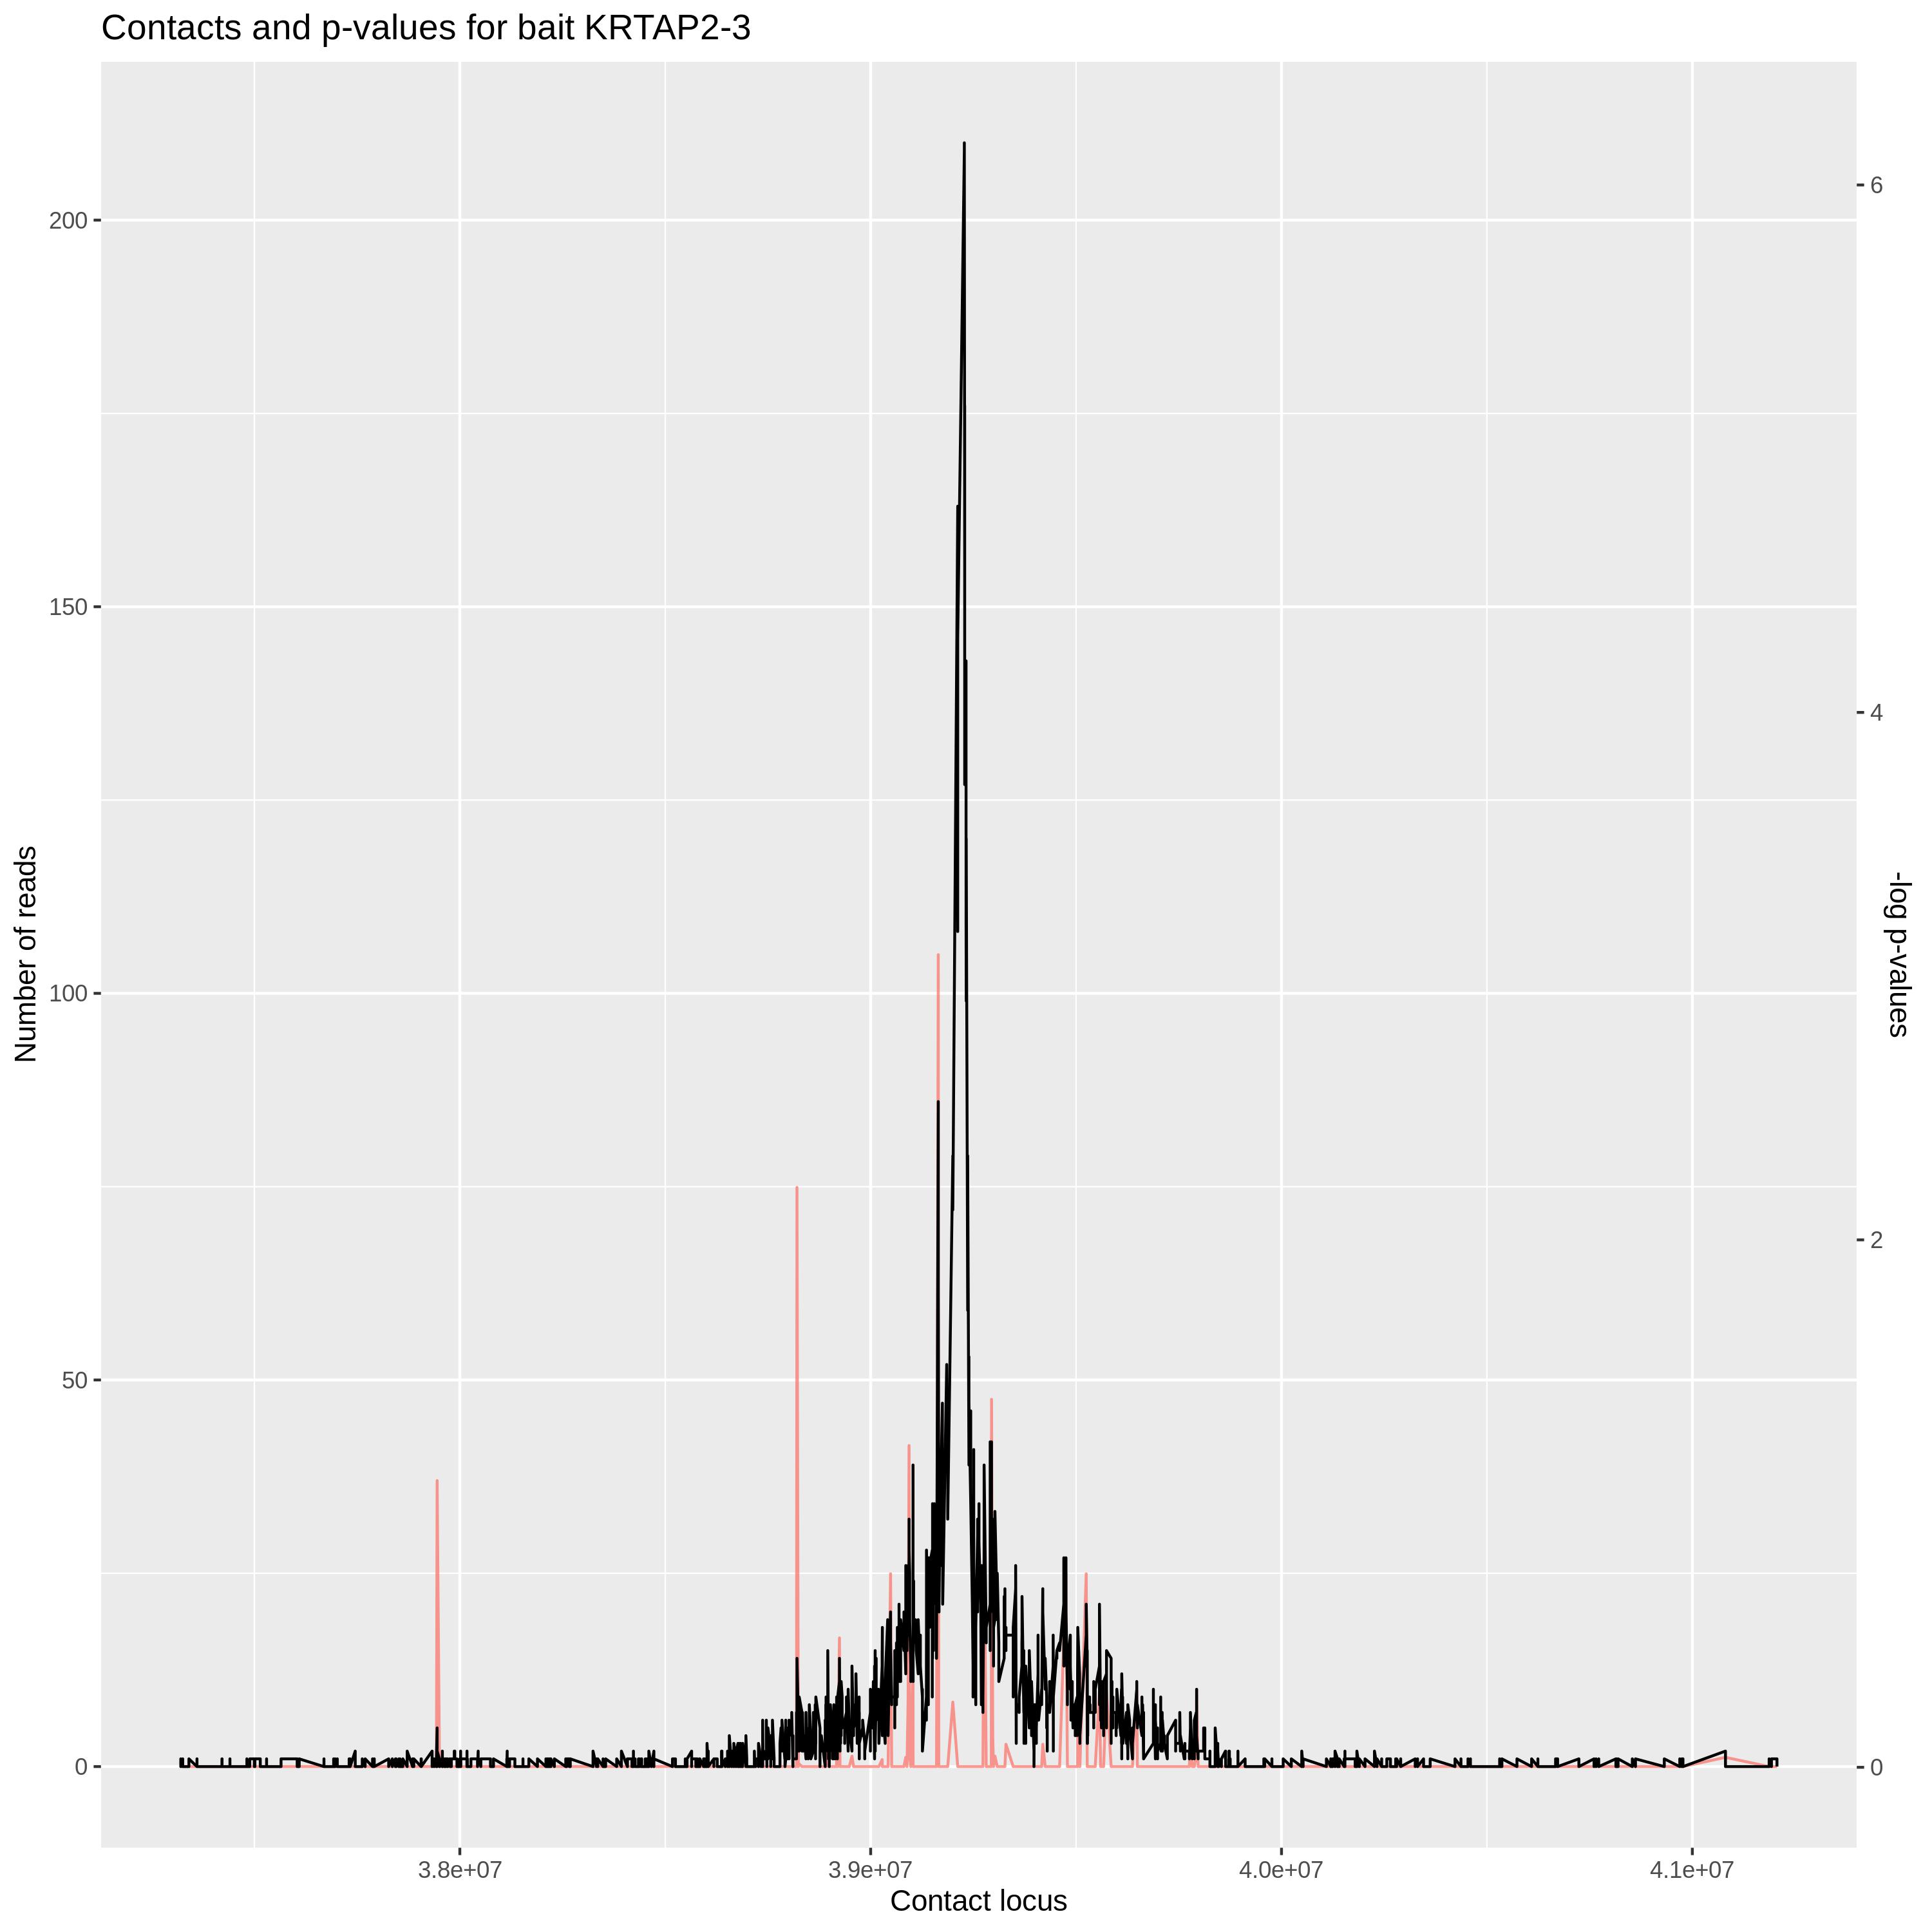 Contacts and p-values for bait KRTAP2-3
200
150
100
50
0
6
4
2
0
Number of reads
-log p-values
3.8e+07
3.9e+07
4.0e+07
4.1e+07
Contact locus